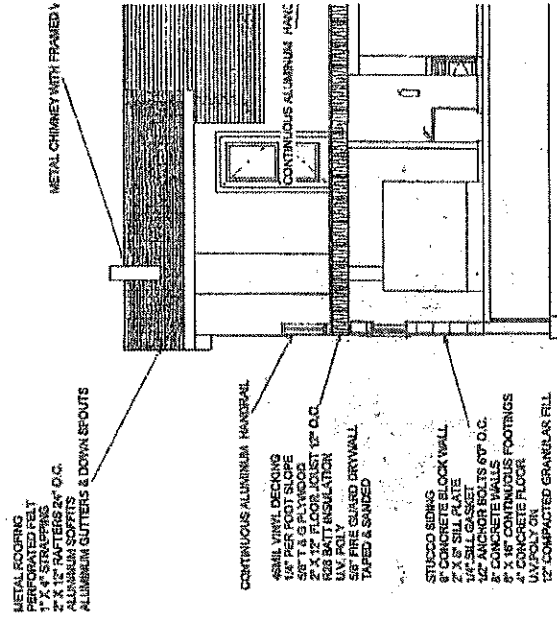 METAL CHIMNEY WITH FRAMED
METAL ROOFING
PERFORATED FELT
1" X 4" STRAPPING
2" X 12" RAFTERS 24" O.C.
ALUMINUM SOFFITS
ALUMINUM GUTTERS & DOWN SPOUTS
CONTINUOUS ALUMINUM
CONTINUOUS ALUMINUM HANDRAIL
45MIL VINYL DECKING
1/4" PER FOOT SLOPE
5/8" T & G PLYWOOD
2" X 12" FLOOR JOIST 12" O.C.
R28 BATT INSULATION
U.V. POLY
5/8" FIRE GUARD DRYWALL
TAPED & SANDED
STUCCO SIDING
8" CONCRETE BLOCK WALL
2" X 8" SILL PLATE
1/4" SILL GASKET
1/2" ANCHOR BOLTS 6'0" O.C.
8" CONCRETE WALLS
8" X 16" CONTINUOUS FOOTINGS
4" CONCRETE FLOOR
U.V. POLY ON
12" COMPACTED GRANULAR FILL